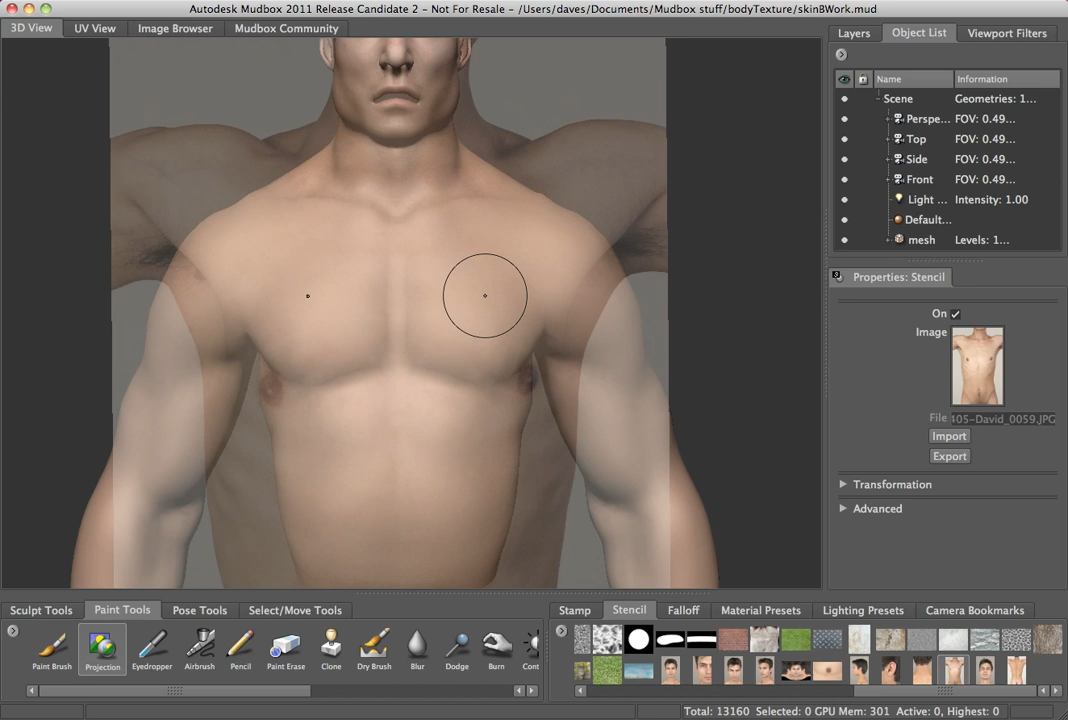 Autodesk Mudbox 2011 Release Candidate 2 - Not For Resale - /Users/daves/Documents/Mudbox stuff/bodyTexture/skinBWork.mud
3D View UV View Image Browser Mudbox Community
Layers Object List Viewport Filters
Name Information
Scene Geometries: 1...
Perspe... FOV: 0.49...
Top FOV: 0.49...
Side FOV: 0.49...
Front FOV: 0.49...
Light ... Intensity: 1.00
Default...
mesh Levels: 1...
Properties: Stencil
On
Image
File 405-David_0059.JPG
Import
Export
Transformation
Advanced
Sculpt Tools Paint Tools Pose Tools Select/Move Tools
Paint Brush Projection Eyedropper Airbrush Pencil Paint Erase Clone Dry Brush Blur Dodge Burn Cont
Stamp Stencil Falloff Material Presets Lighting Presets Camera Bookmarks
Total: 13160 Selected: 0 GPU Mem: 301 Active: 0, Highest: 0